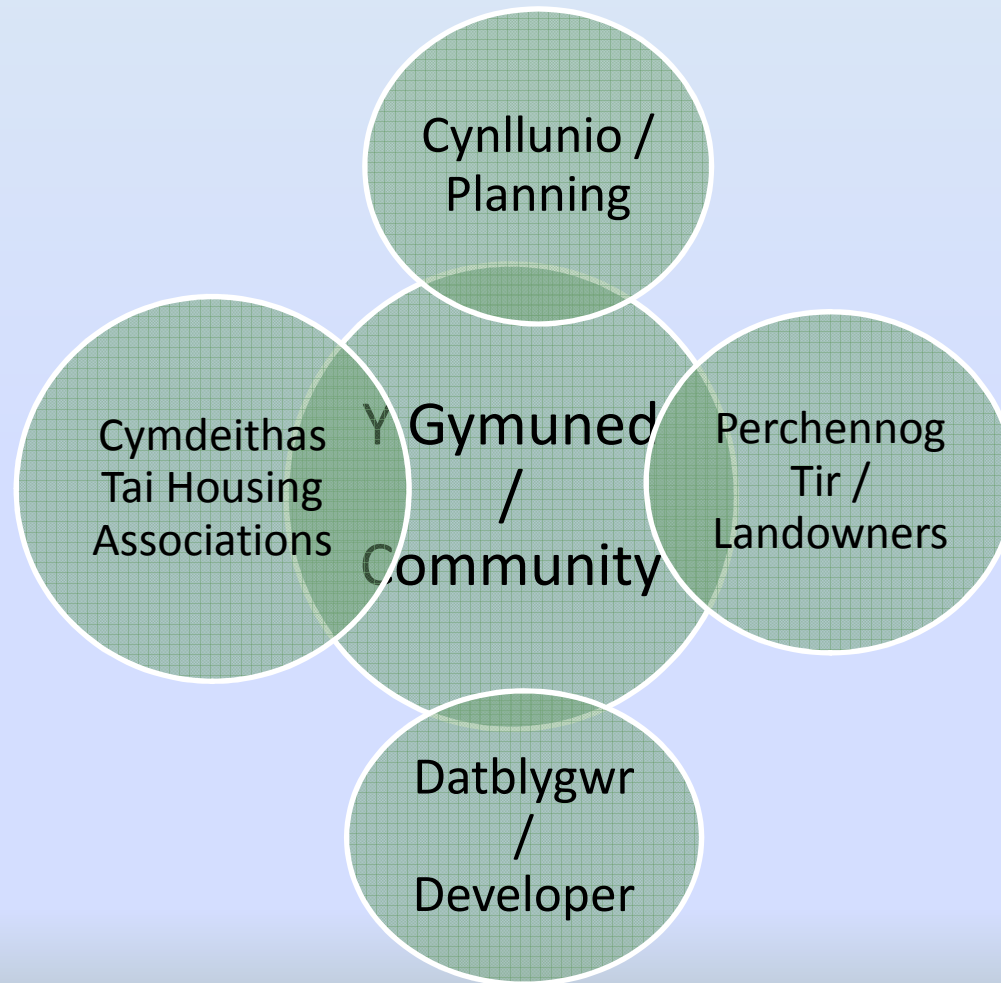 Cynllunio /
Planning
Cymdeithas
Tai Housing
Associations
Y Gymuned
/
Community
Perchennog
Tir /
Landowners
Datblygwr
/
Developer